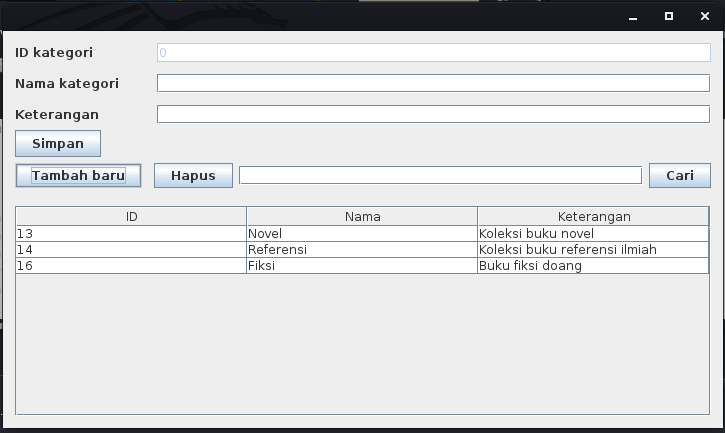 ID kategori 0
Nama kategori
Keterangan
Simpan
Tambah baru Hapus Cari
ID Nama Keterangan
13 Novel Koleksi buku novel
14 Referensi Koleksi buku referensi ilmiah
16 Fiksi Buku fiksi doang